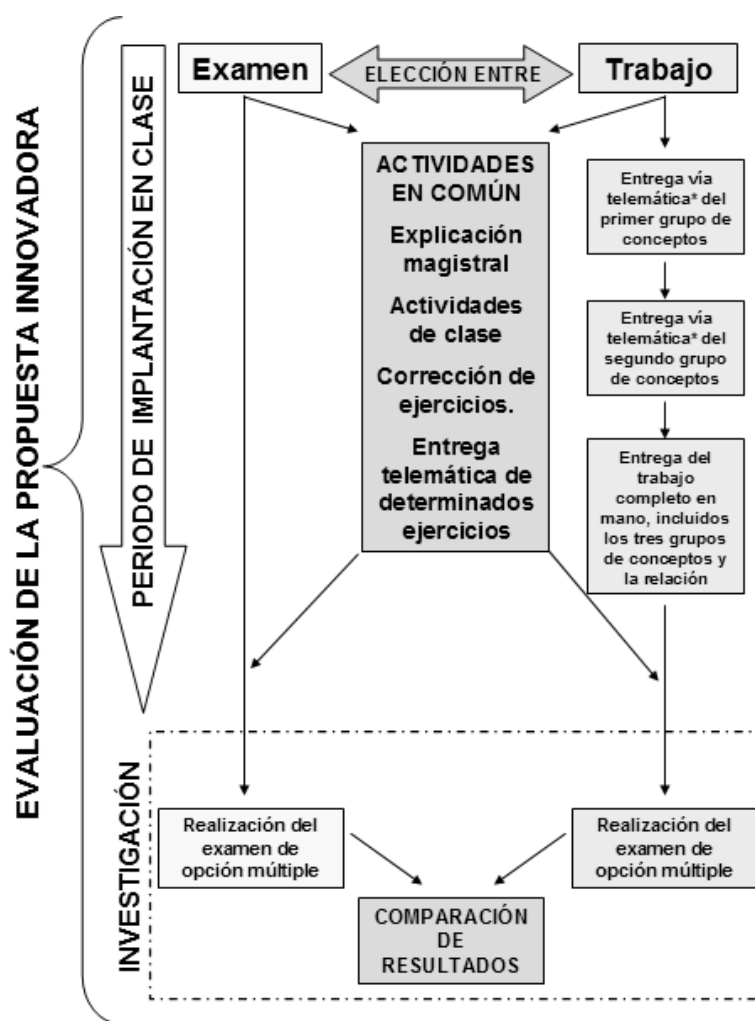 EVALUACIÓN DE LA PROPUESTA INNOVADORA
PERIODO DE IMPLANTACIÓN EN CLASE
Examen
ELECCIÓN ENTRE
Trabajo
ACTIVIDADES
EN COMÚN
Explicación
magistral
Actividades
de clase
Corrección de
ejercicios.
Entrega
telemática de
determinados
ejercicios
Entrega vía
telemática* del
primer grupo de
conceptos
Entrega vía
telemática* del
segundo grupo
de conceptos
Entrega del
trabajo
completo en
mano, incluidos
los tres grupos
de conceptos y
la relación
INVESTIGACIÓN
Realización del
examen de
opción múltiple
Realización del
examen de
opción múltiple
COMPARACIÓN
DE
RESULTADOS